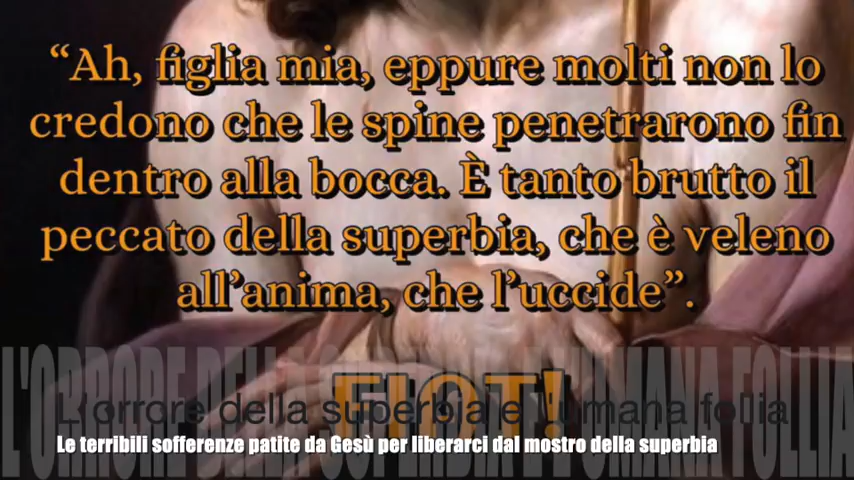 “Ah, figlia mia, eppure molti non lo
credono che le spine penetrarono fin
dentro alla bocca. È tanto brutto il
peccato della superbia, che è veleno
all’anima, che l’uccide”.
FIAT!
L'ORRORE DELLA SUPERBIA E L'UMANA FOLLIA
L'orrore della superbia e l'umana follia
Le terribili sofferenze patite da Gesù per liberarci dal mostro della superbia